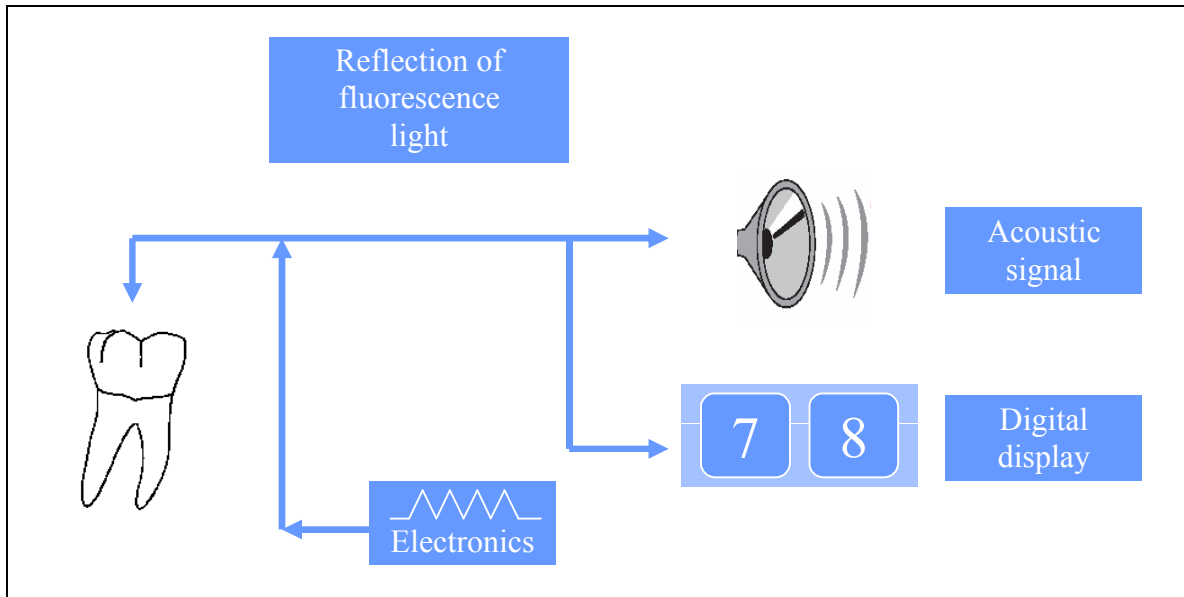 Reflection of
fluorescence
light
Acoustic
signal
7 8
Digital
display
Electronics